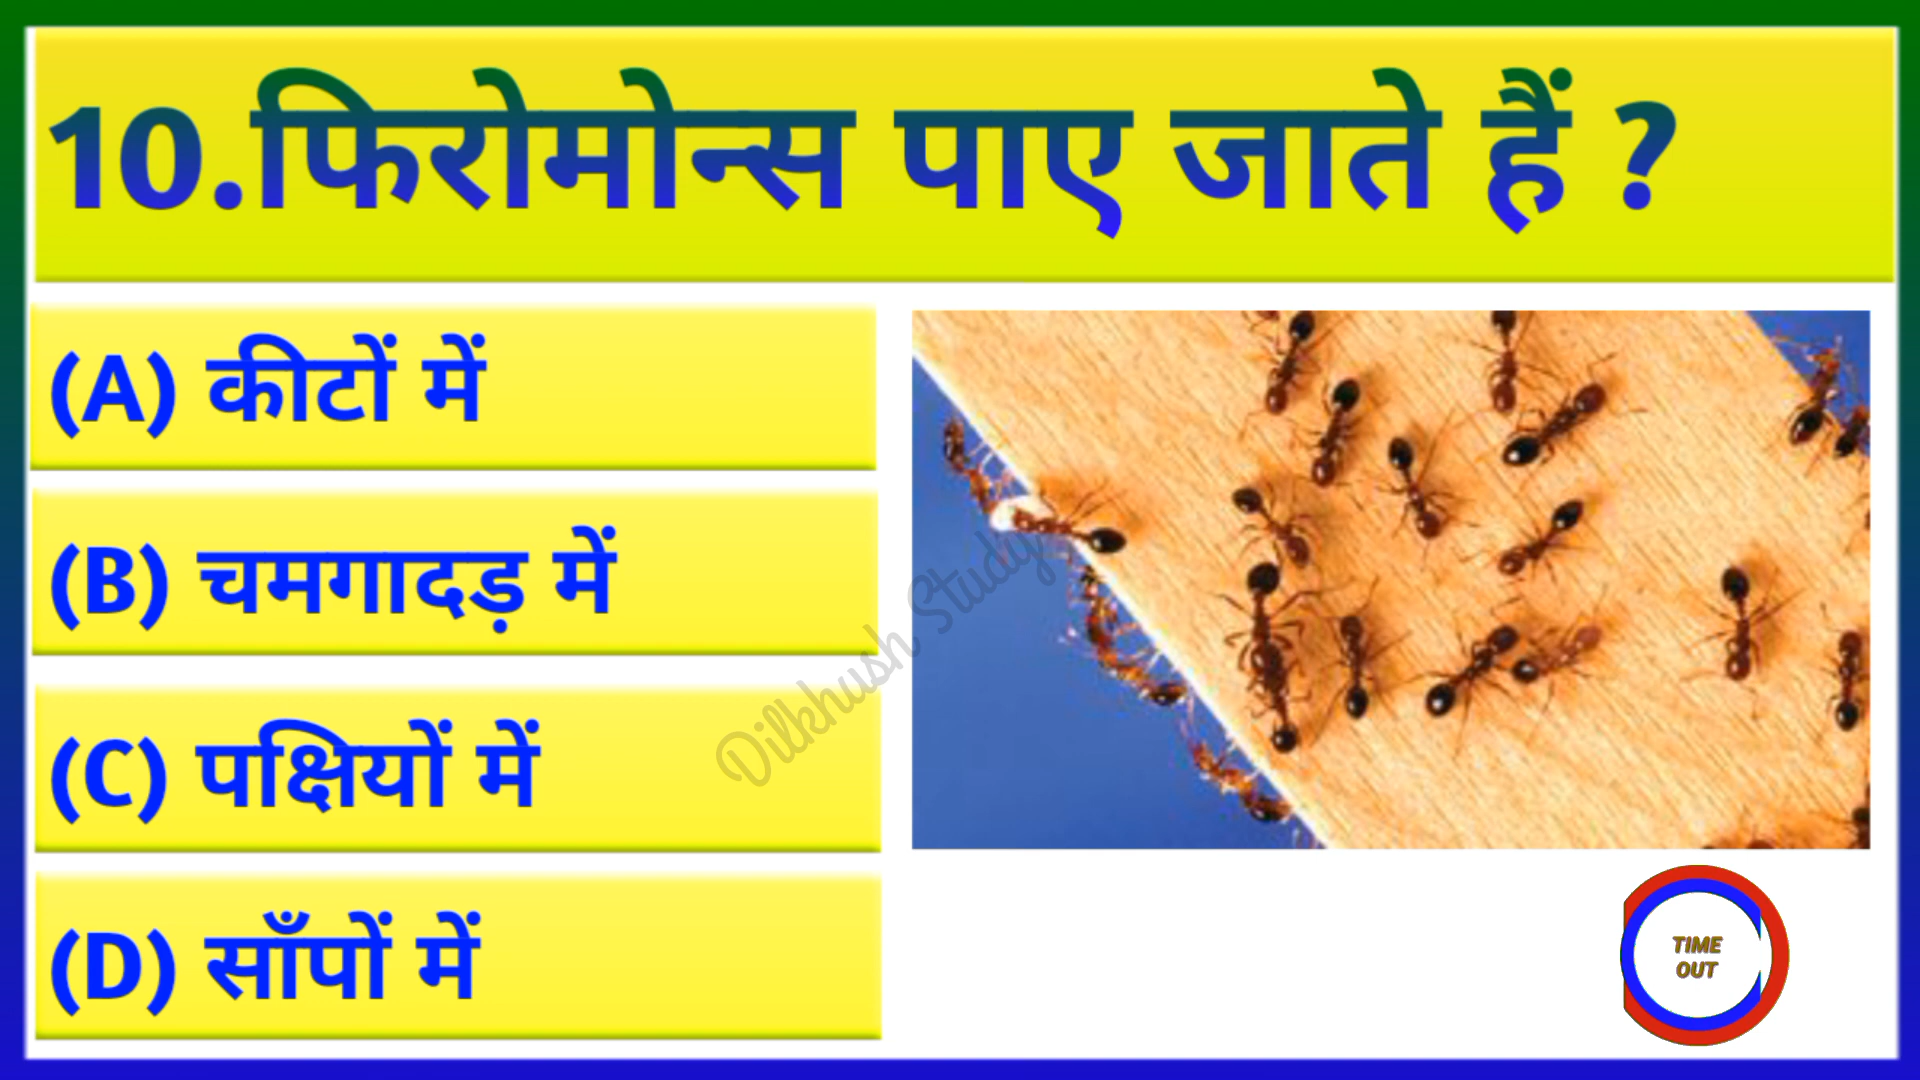 10.फिरोमोन्स पाए जाते हैं ?
(A) कीटों में
(B) चमगादड़ में
(C) पक्षियों में
(D) साँपों में
Dilkhush Study
TIME
OUT